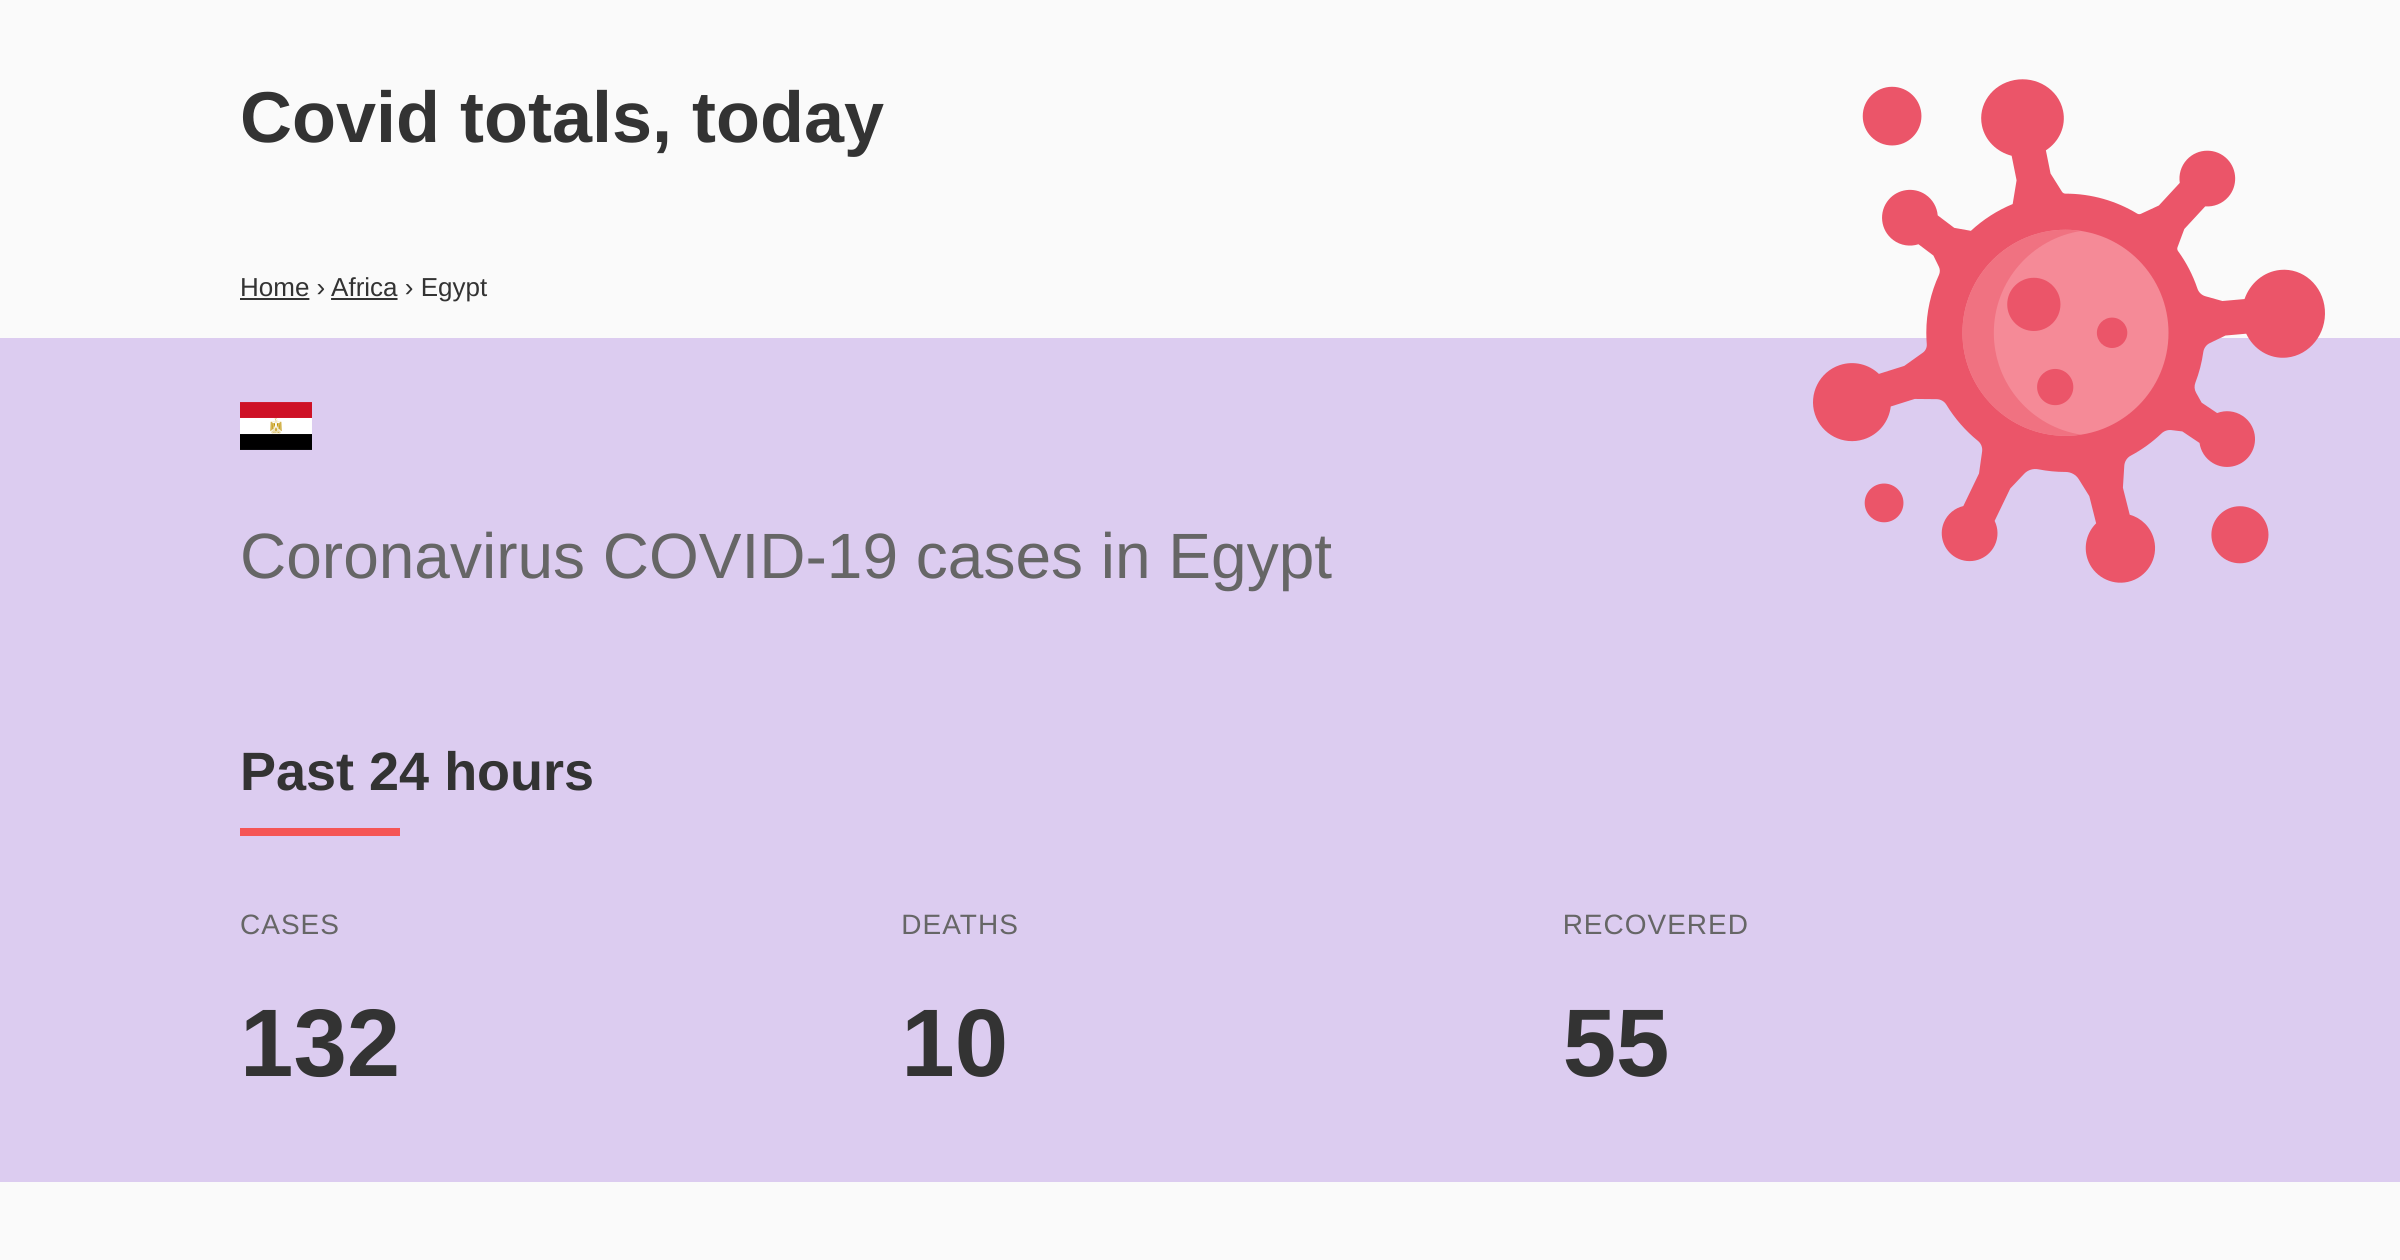 Covid totals, today
Home › Africa › Egypt
Coronavirus COVID-19 cases in Egypt
Past 24 hours
CASES DEATHS RECOVERED
132 10 55